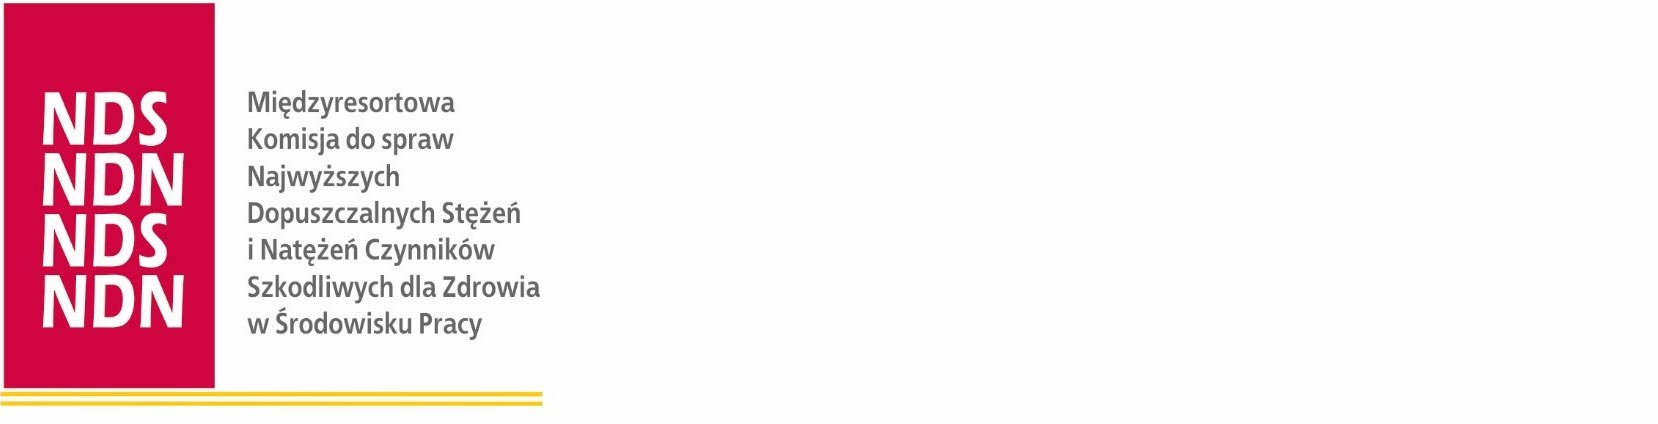 NDS
NDN
NDS
NDN
Międzyresortowa
Komisja do spraw
Najwyższych
Dopuszczalnych Stężeń
i Natężeń Czynników
Szkodliwych dla Zdrowia
w Środowisku Pracy